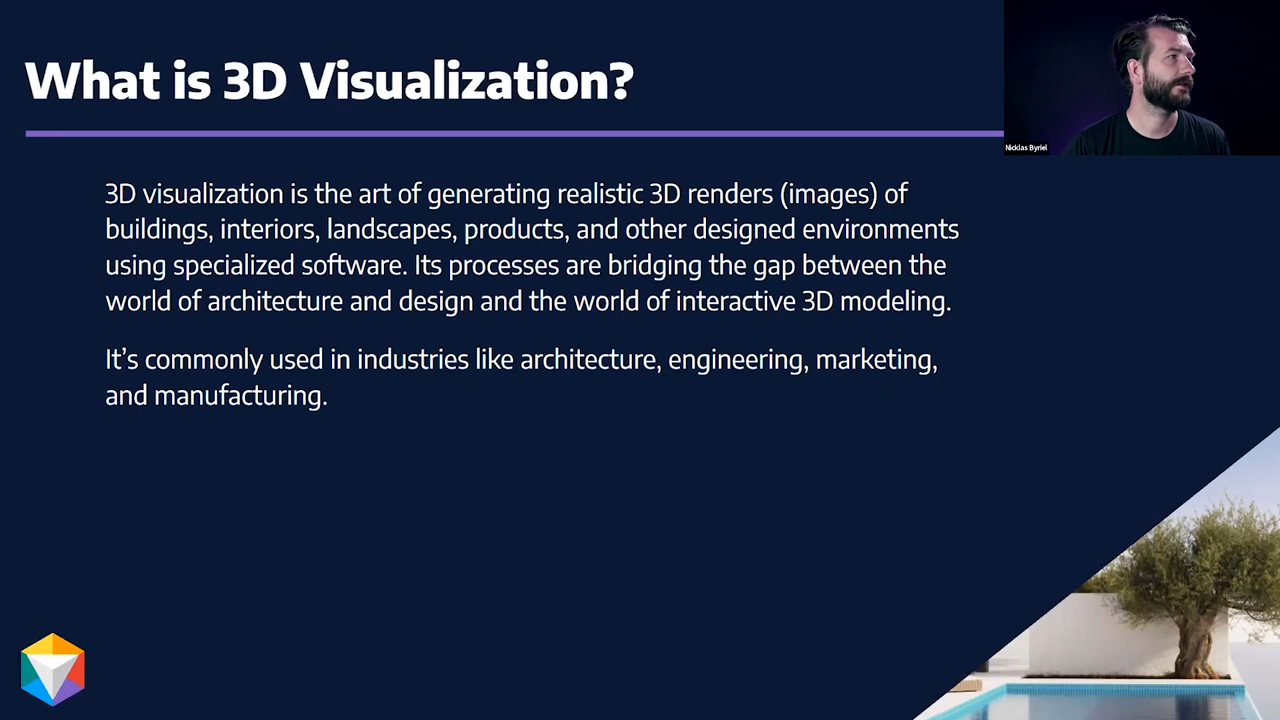 What is 3D Visualization?
Nicklas Byriel
3D visualization is the art of generating realistic 3D renders (images) of
buildings, interiors, landscapes, products, and other designed environments
using specialized software. Its processes are bridging the gap between the
world of architecture and design and the world of interactive 3D modeling.
It’s commonly used in industries like architecture, engineering, marketing,
and manufacturing.